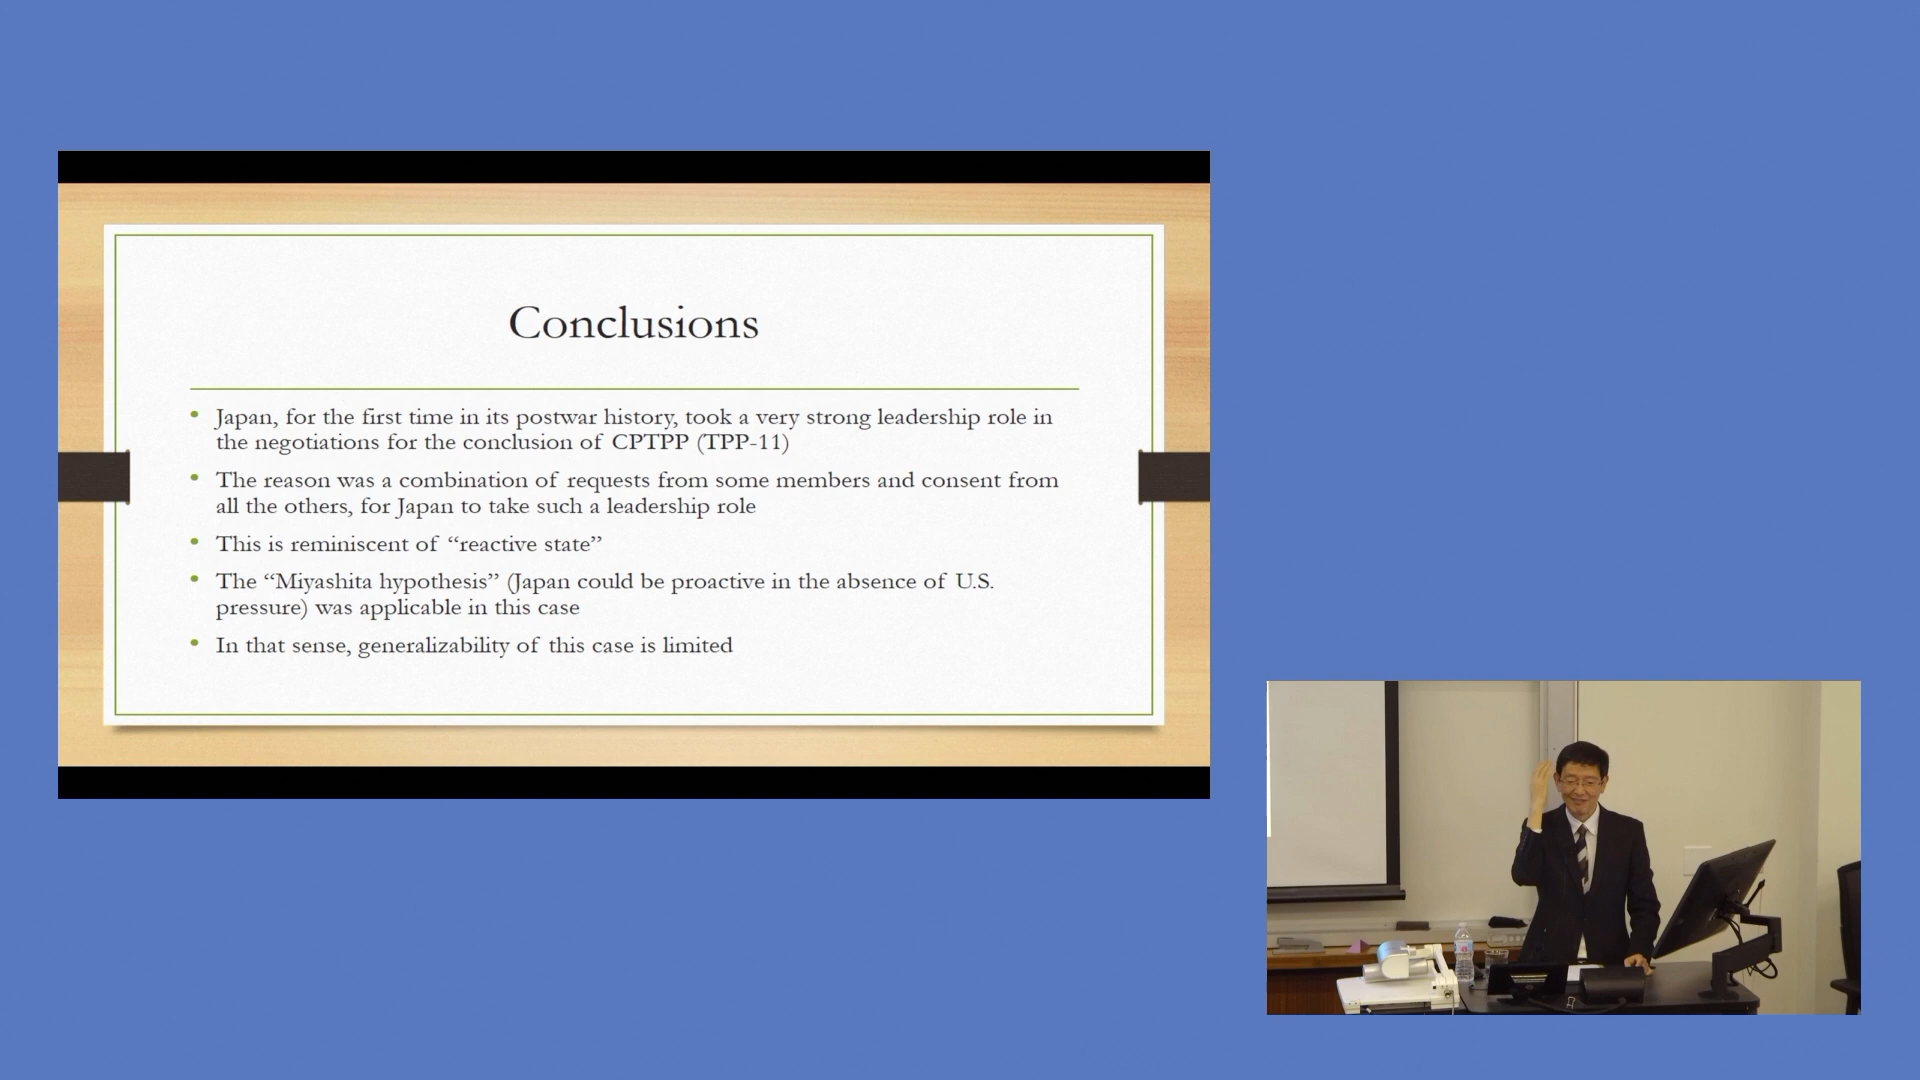 Conclusions
• Japan, for the first time in its postwar history, took a very strong leadership role in
the negotiations for the conclusion of CPTPP (TPP-11)
• The reason was a combination of requests from some members and consent from
all the others, for Japan to take such a leadership role
• This is reminiscent of “reactive state”
• The “Miyashita hypothesis” (Japan could be proactive in the absence of U.S.
pressure) was applicable in this case
• In that sense, generalizability of this case is limited